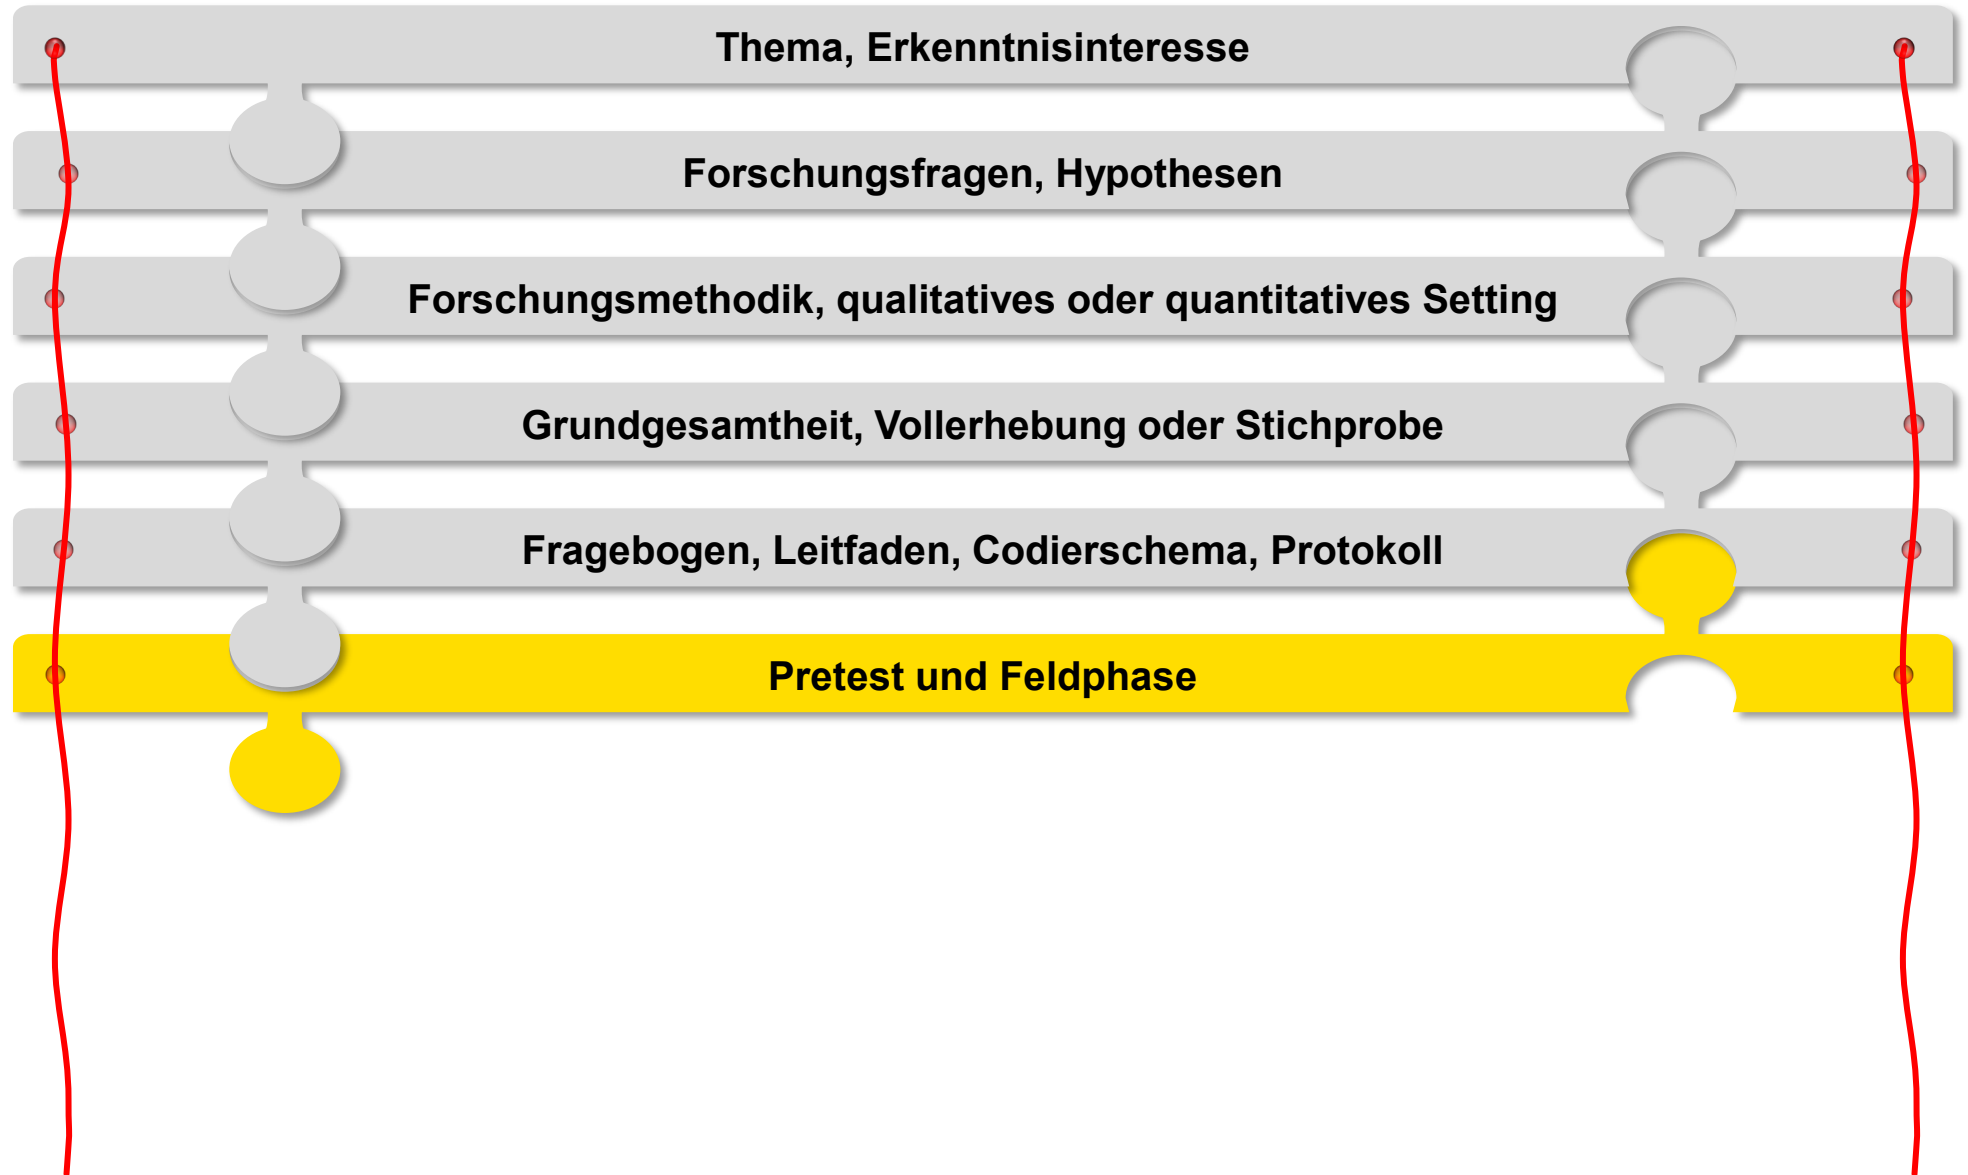 Thema, Erkenntnisinteresse
Forschungsfragen, Hypothesen
Forschungsmethodik, qualitatives oder quantitatives Setting
Grundgesamtheit, Vollerhebung oder Stichprobe
Fragebogen, Leitfaden, Codierschema, Protokoll
Pretest und Feldphase